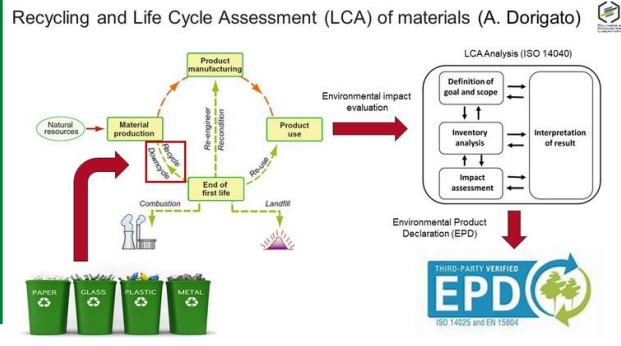 Recycling and Life Cycle Assessment (LCA) of materials (A. Dorigato)
LCA Analysis (ISO 14040)
Product
manufacturing
Environmental impact
evaluation
Definition of
goal and scope
Natural
resources
Material
production
Re-engineer
Recondition
Product
use
Inventory
analysis
Interpretation
of result
Recycle
Downcycle
Re-use
End of
first life
Impact
assessment
Combustion
Landfill
Environmental Product
Declaration (EPD)
PAPER
GLASS
PLASTIC
METAL
THIRD-PARTY VERIFIED
EPD
ISO 14025 and EN 15804